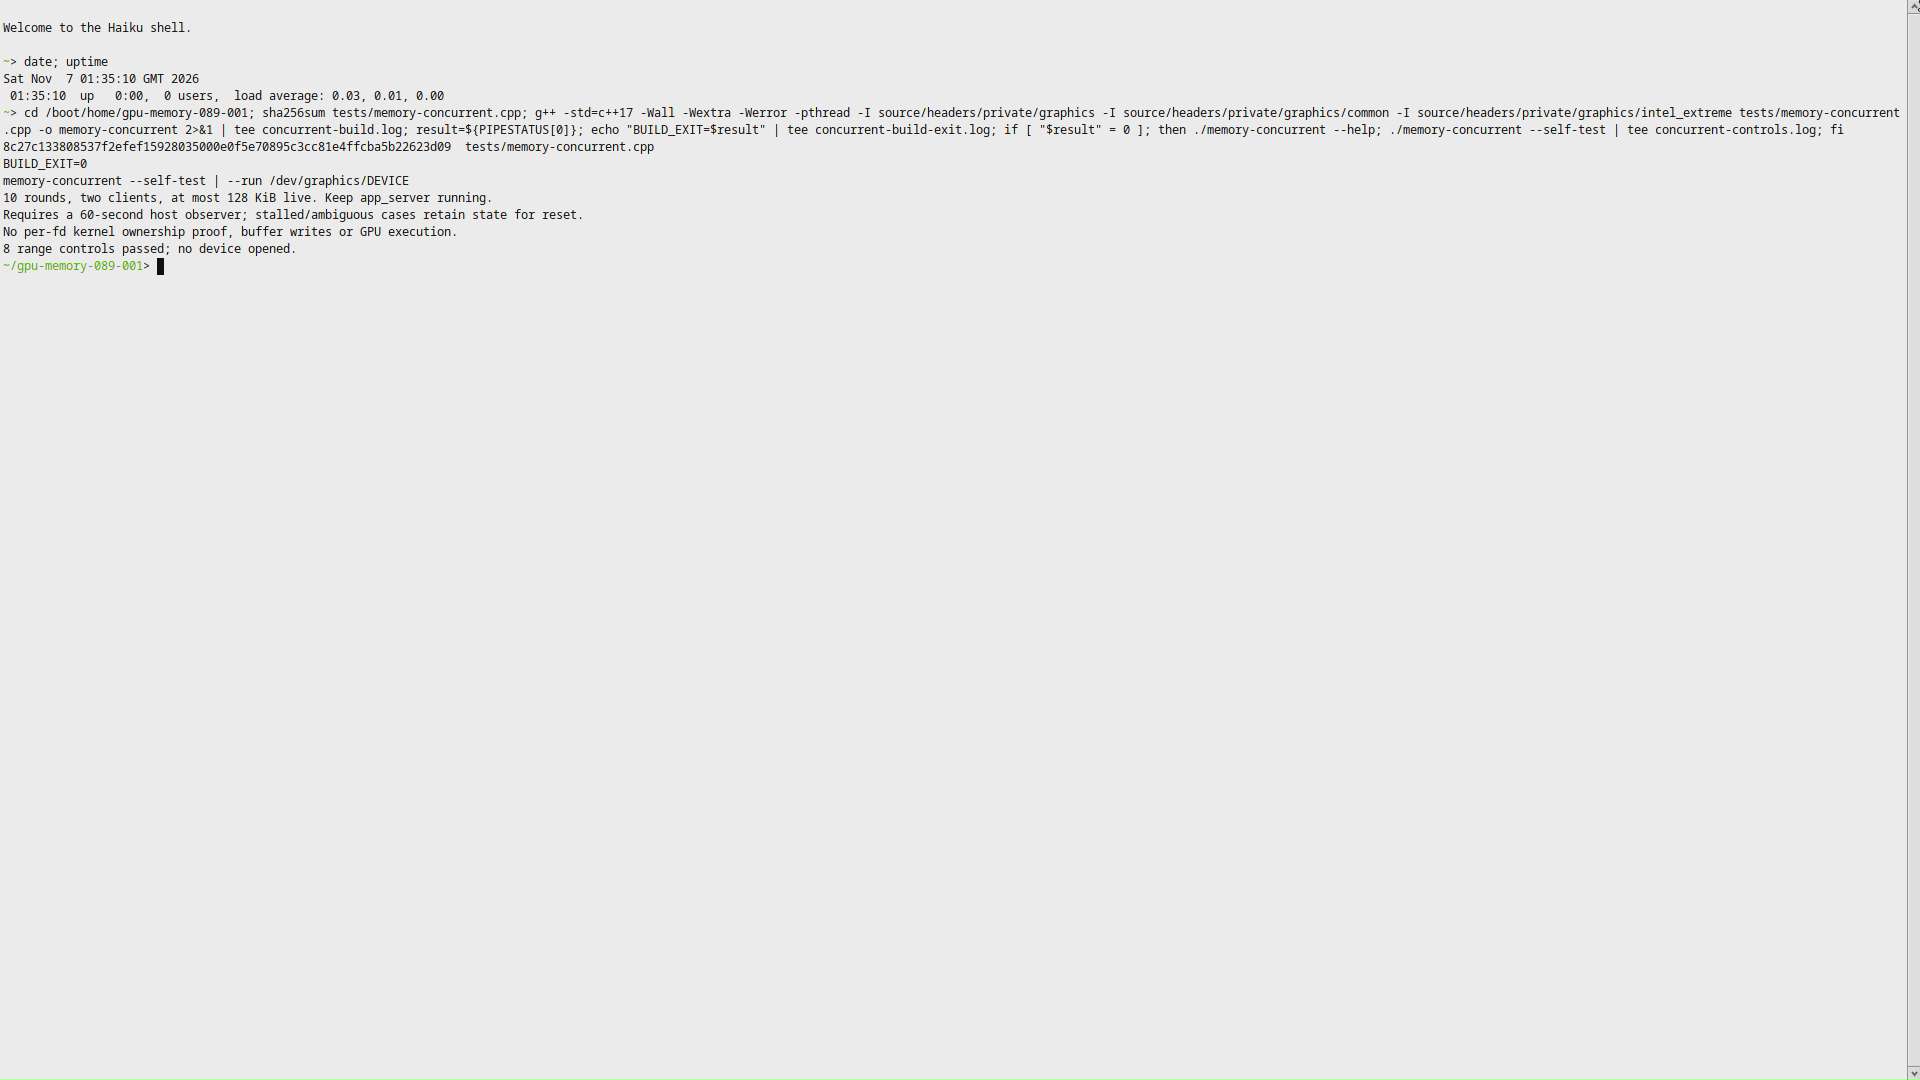 Welcome to the Haiku shell.
~> date; uptime
Sat Nov  7 01:35:10 GMT 2026
 01:35:10  up   0:00,  0 users,  load average: 0.03, 0.01, 0.00
~> cd /boot/home/gpu-memory-089-001; sha256sum tests/memory-concurrent.cpp; g++ -std=c++17 -Wall -Wextra -Werror -pthread -I source/headers/private/graphics -I source/headers/private/graphics/common -I source/headers/private/graphics/intel_extreme tests/memory-concurrent
.cpp -o memory-concurrent 2>&1 | tee concurrent-build.log; result=${PIPESTATUS[0]}; echo "BUILD_EXIT=$result" | tee concurrent-build-exit.log; if [ "$result" = 0 ]; then ./memory-concurrent --help; ./memory-concurrent --self-test | tee concurrent-controls.log; fi
8c27c133808537f2efef15928035000e0f5e70895c3cc81e4ffcba5b22623d09  tests/memory-concurrent.cpp
BUILD_EXIT=0
memory-concurrent --self-test | --run /dev/graphics/DEVICE
10 rounds, two clients, at most 128 KiB live. Keep app_server running.
Requires a 60-second host observer; stalled/ambiguous cases retain state for reset.
No per-fd kernel ownership proof, buffer writes or GPU execution.
8 range controls passed; no device opened.
~/gpu-memory-089-001>